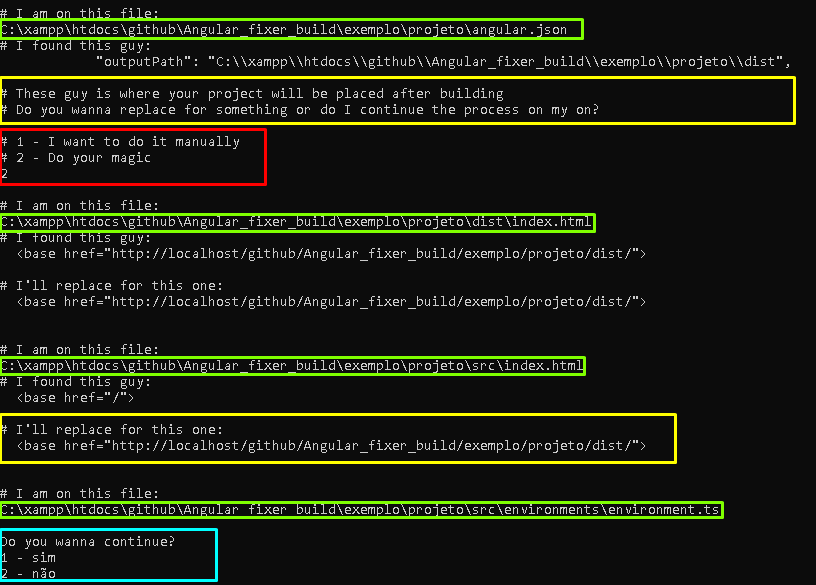 # I am on this file:
C:\xampp\htdocs\github\Angular_fixer_build\exemplo\projeto\angular.json
# I found this guy:
"outputPath": "C:\\xampp\\htdocs\\github\\Angular_fixer_build\\exemplo\\projeto\\dist",
# These guy is where your project will be placed after building
# Do you wanna replace for something or do I continue the process on my on?
# 1 - I want to do it manually
# 2 - Do your magic
2
# I am on this file:
C:\xampp\htdocs\github\Angular_fixer_build\exemplo\projeto\dist\index.html
# I found this guy:
<base href="http://localhost/github/Angular_fixer_build/exemplo/projeto/dist/">
# I'll replace for this one:
<base href="http://localhost/github/Angular_fixer_build/exemplo/projeto/dist/">
# I am on this file:
C:\xampp\htdocs\github\Angular_fixer_build\exemplo\projeto\src\index.html
# I found this guy:
<base href="/">
# I'll replace for this one:
<base href="http://localhost/github/Angular_fixer_build/exemplo/projeto/dist/">
# I am on this file:
C:\xampp\htdocs\github\Angular_fixer_build\exemplo\projeto\src\environments\environment.ts
Do you wanna continue?
1 - sim
2 - não